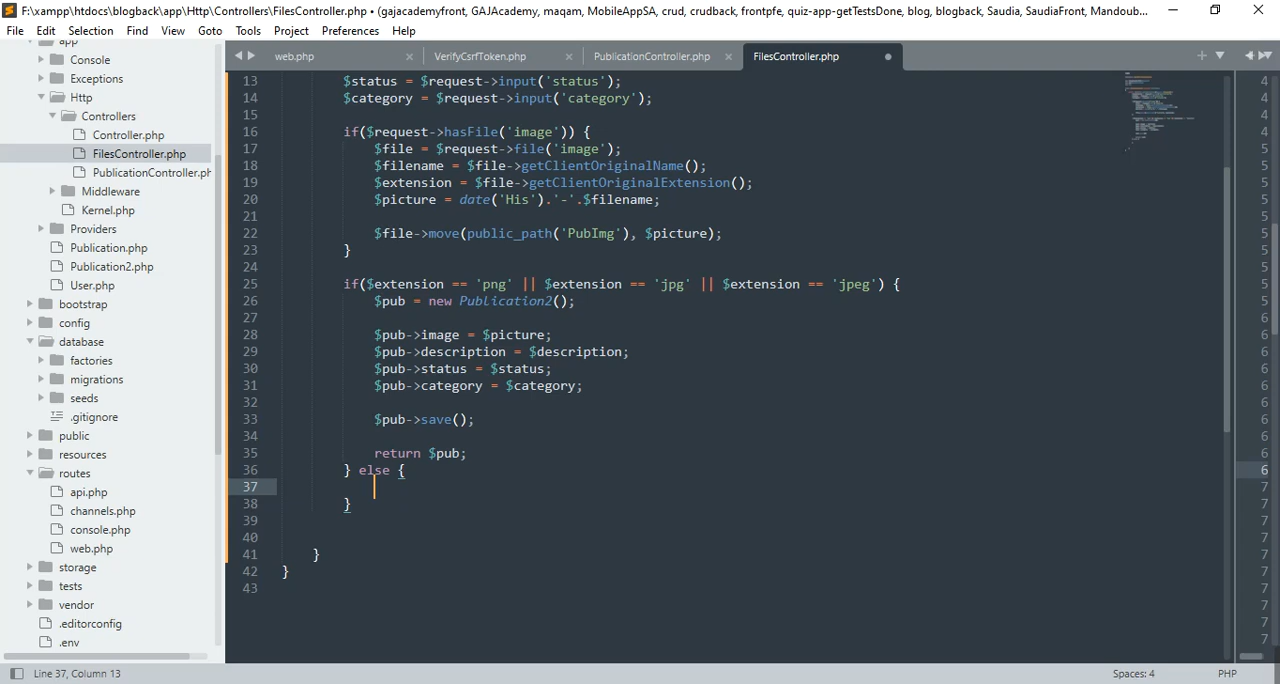 F:\xampp\htdocs\blogback\app\Http\Controllers\FilesController.php • (gajacademyfront, GAJAcademy, maqam, MobileAppSA, crud, crudback, frontpfe, quiz-app-getTestsDone, blog, blogback, Saudia, SaudiaFront, Mandoub...
File Edit Selection Find View Goto Tools Project Preferences Help
web.php × VerifyCsrfToken.php × PublicationController.php × FilesController.php
app
Console
Exceptions
Http
Controllers
Controller.php
FilesController.php
PublicationController.ph
Middleware
Kernel.php
Providers
Publication.php
Publication2.php
User.php
bootstrap
config
database
factories
migrations
seeds
.gitignore
public
resources
routes
api.php
channels.php
console.php
web.php
storage
tests
vendor
.editorconfig
.env
13 $status = $request->input('status');
14 $category = $request->input('category');
15
16 if($request->hasFile('image')) {
17 $file = $request->file('image');
18 $filename = $file->getClientOriginalName();
19 $extension = $file->getClientOriginalExtension();
20 $picture = date('His').'-'.$filename;
21
22 $file->move(public_path('PubImg'), $picture);
23 }
24
25 if($extension == 'png' || $extension == 'jpg' || $extension == 'jpeg') {
26 $pub = new Publication2();
27
28 $pub->image = $picture;
29 $pub->description = $description;
30 $pub->status = $status;
31 $pub->category = $category;
32
33 $pub->save();
34
35 return $pub;
36 } else {
37
38 }
39
40
41 }
42 }
43
Line 37, Column 13 Spaces: 4 PHP